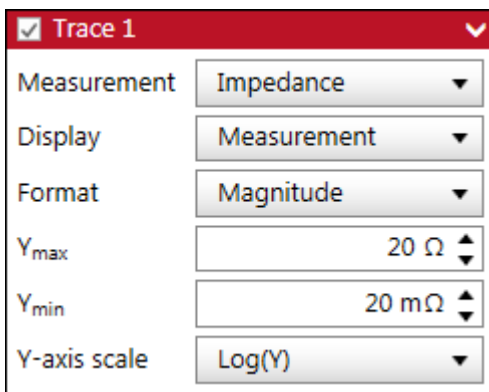 Trace 1
Measurement Impedance
Display Measurement
Format Magnitude
Ymax 20 Ω
Ymin 20 mΩ
Y-axis scale Log(Y)